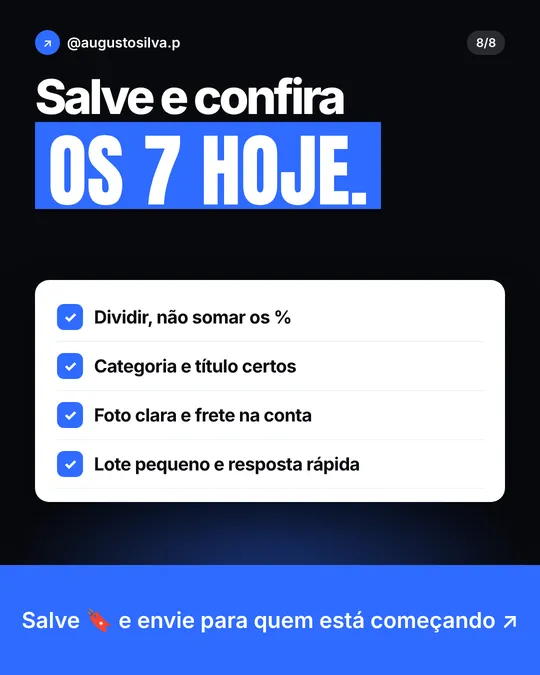 @augustosilva.p
8/8
Salve e confira
OS 7 HOJE.
Dividir, não somar os %
Categoria e título certos
Foto clara e frete na conta
Lote pequeno e resposta rápida
Salve 🔖 e envie para quem está começando ↗